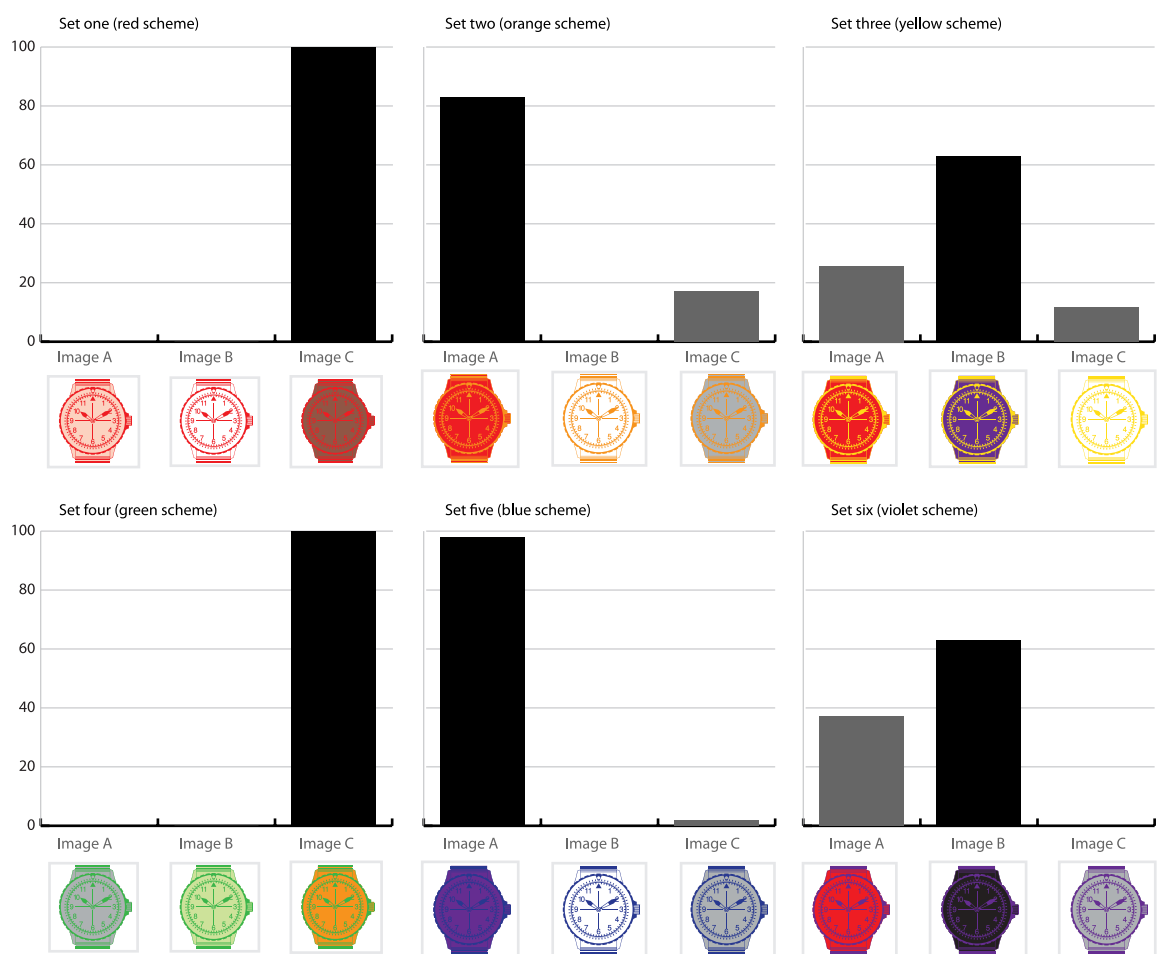 Set one (red scheme)
Set two (orange scheme)
Set three (yellow scheme)
100
80
60
40
20
0
Image A
Image B
Image C
Image A
Image B
Image C
Image A
Image B
Image C
Set four (green scheme)
Set five (blue scheme)
Set six (violet scheme)
100
80
60
40
20
0
Image A
Image B
Image C
Image A
Image B
Image C
Image A
Image B
Image C